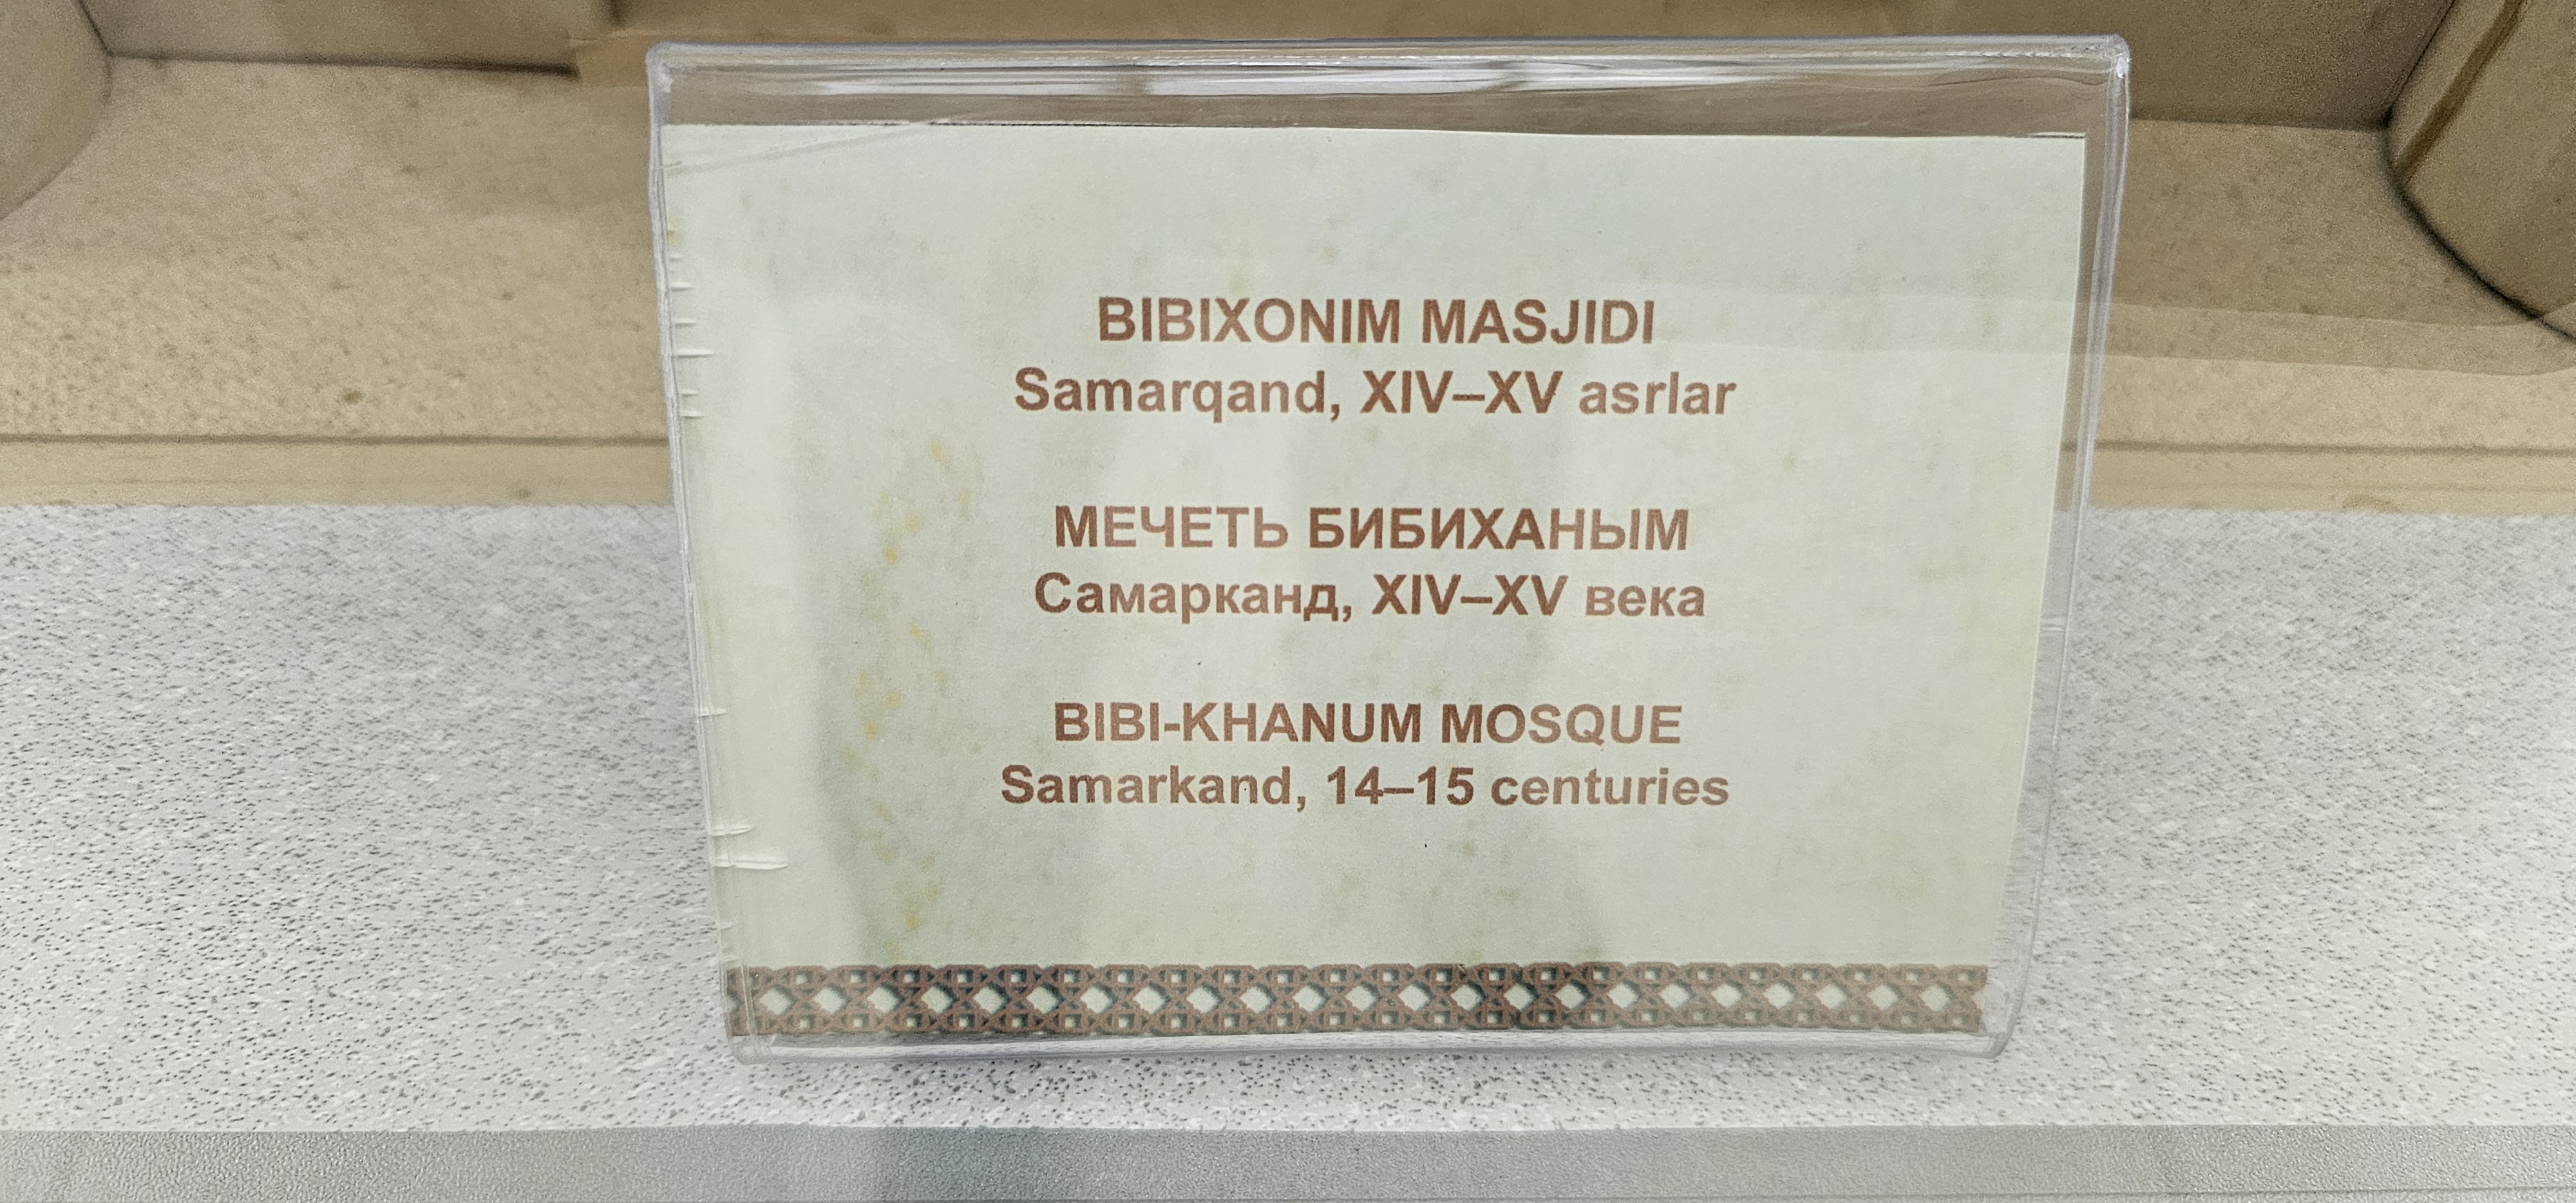 BIBIXONIM MASJIDI
Samarqand, XIV–XV asrlar
МЕЧЕТЬ БИБИХАНЫМ
Самарканд, XIV–XV века
BIBI-KHANUM MOSQUE
Samarkand, 14–15 centuries